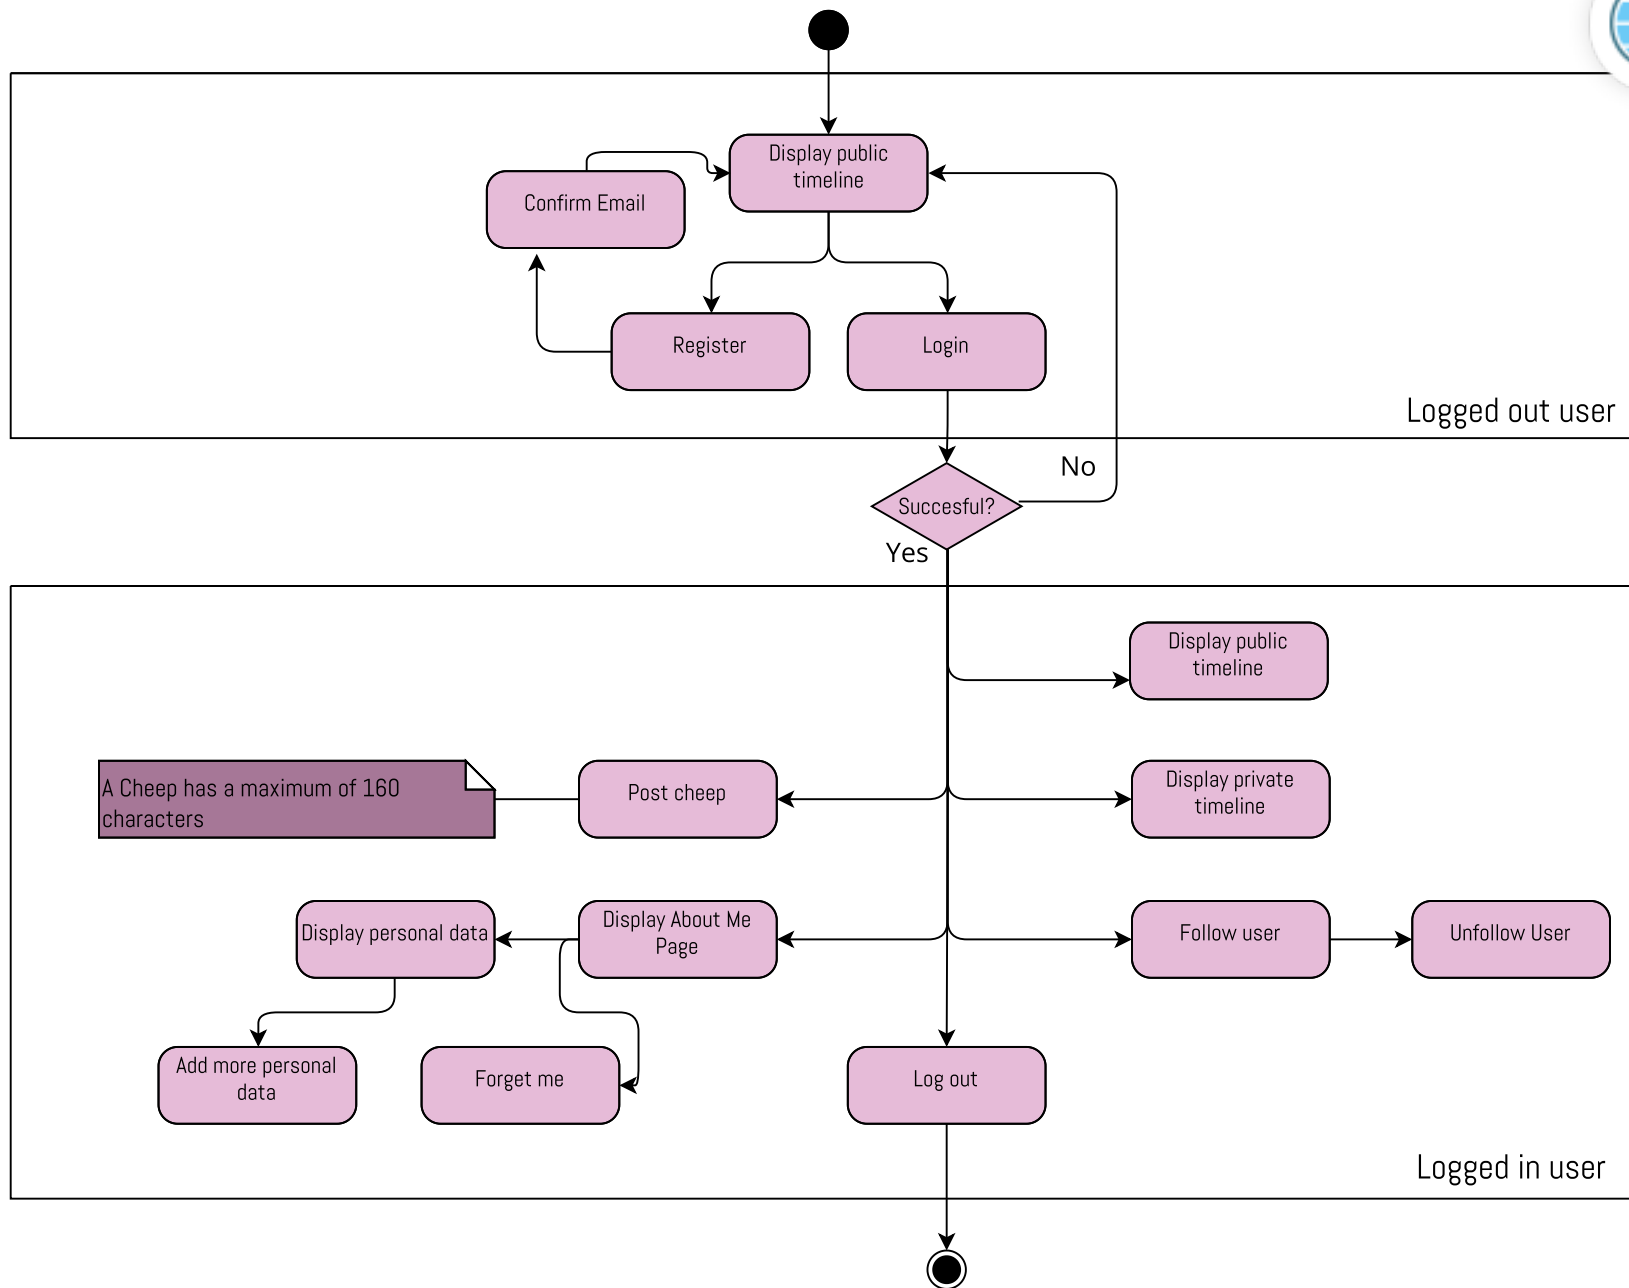 Display public
timeline
Confirm Email
Register
Login
Logged out user
No
Succesful?
Yes
Display public
timeline
A Cheep has a maximum of 160
characters
Post cheep
Display private
timeline
Display personal data
Display About Me
Page
Follow user
Unfollow User
Add more personal
data
Forget me
Log out
Logged in user